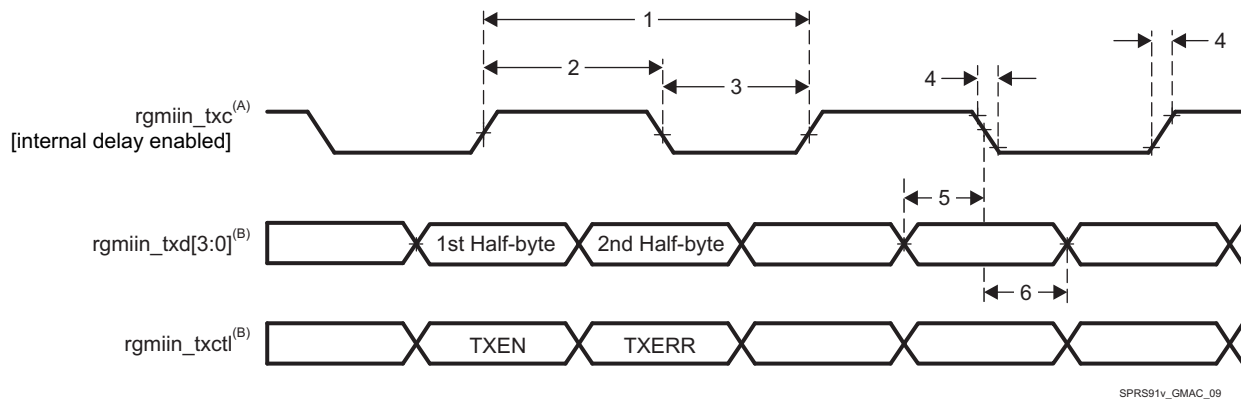 1
2
3
4
4
rgmiin_txc(A)
[internal delay enabled]
5
rgmiin_txd[3:0](B)
1st Half-byte
2nd Half-byte
6
rgmiin_txctl(B)
TXEN
TXERR
SPRS91v_GMAC_09